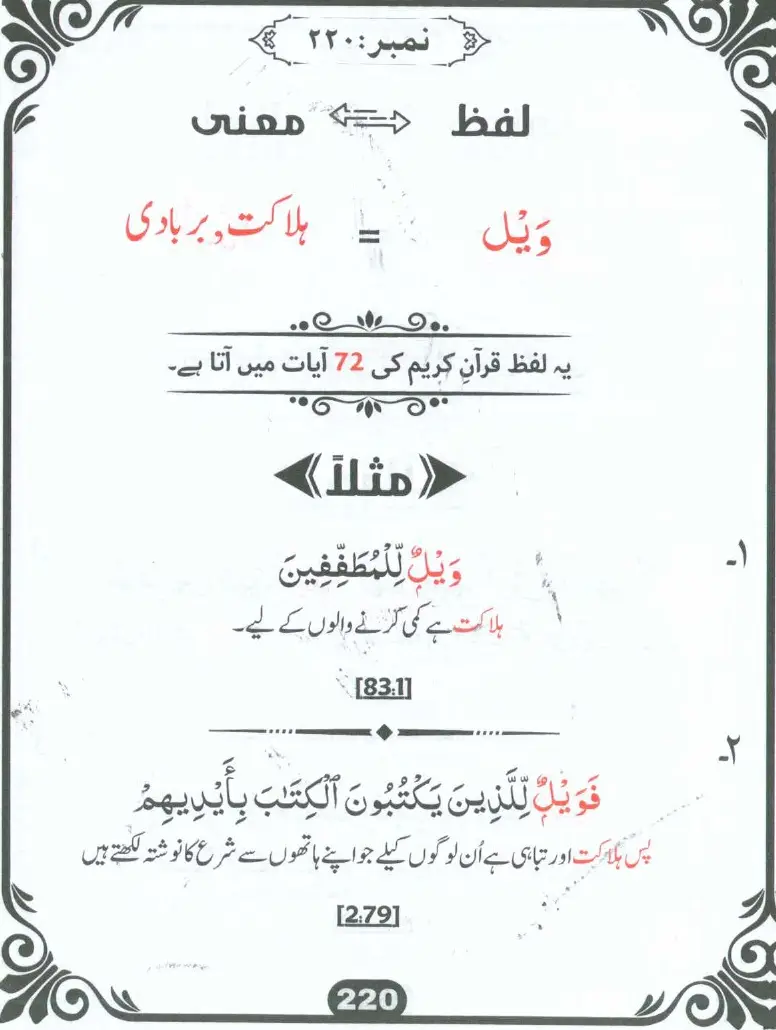 نمبر: ۲۲۰
لفظ ⇐⇒ معنی
وَیْل = ہلاکت, بربادی
یہ لفظ قرآنِ کریم کی 72 آیات میں آتا ہے۔
مثلاً
۱۔
وَيْلٌ لِّلْمُطَفِّفِينَ
ہلاکت ہے کمی کرنے والوں کے لیے۔
[83:1]
۲۔
فَوَيْلٌ لِّلَّذِينَ يَكْتُبُونَ ٱلْكِتَٰبَ بِأَيْدِيهِمْ
پس ہلاکت اور تباہی ہے اُن لوگوں کیلے جو اپنے ہاتھوں سے شرع کا نوشتہ لکھتے ہیں
[2:79]
220